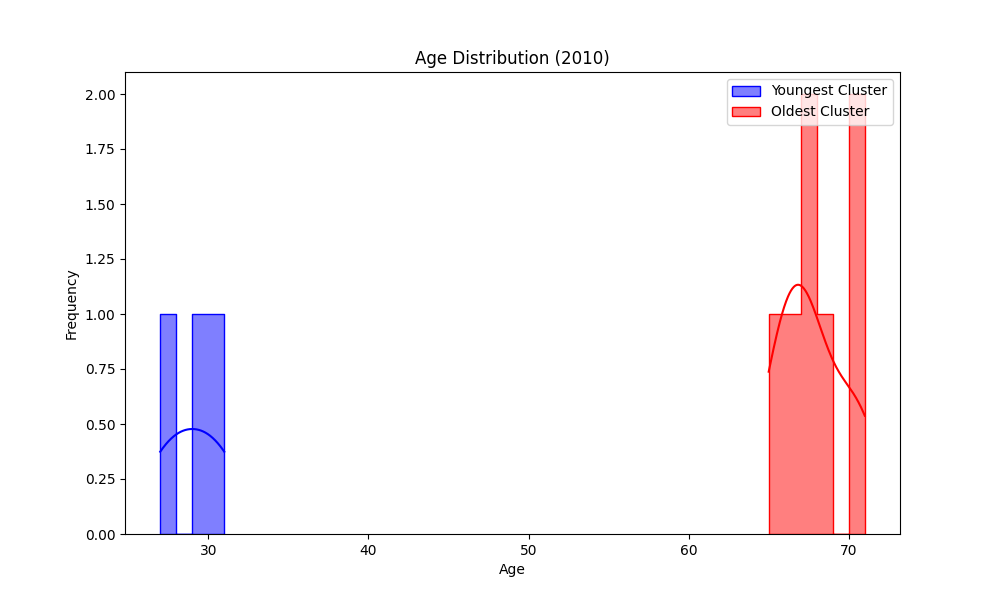 Age Distribution (2010)
Youngest Cluster
Oldest Cluster
2.00
1.75
1.50
1.25
1.00
0.75
0.50
0.25
0.00
Frequency
30 40 50 60 70
Age